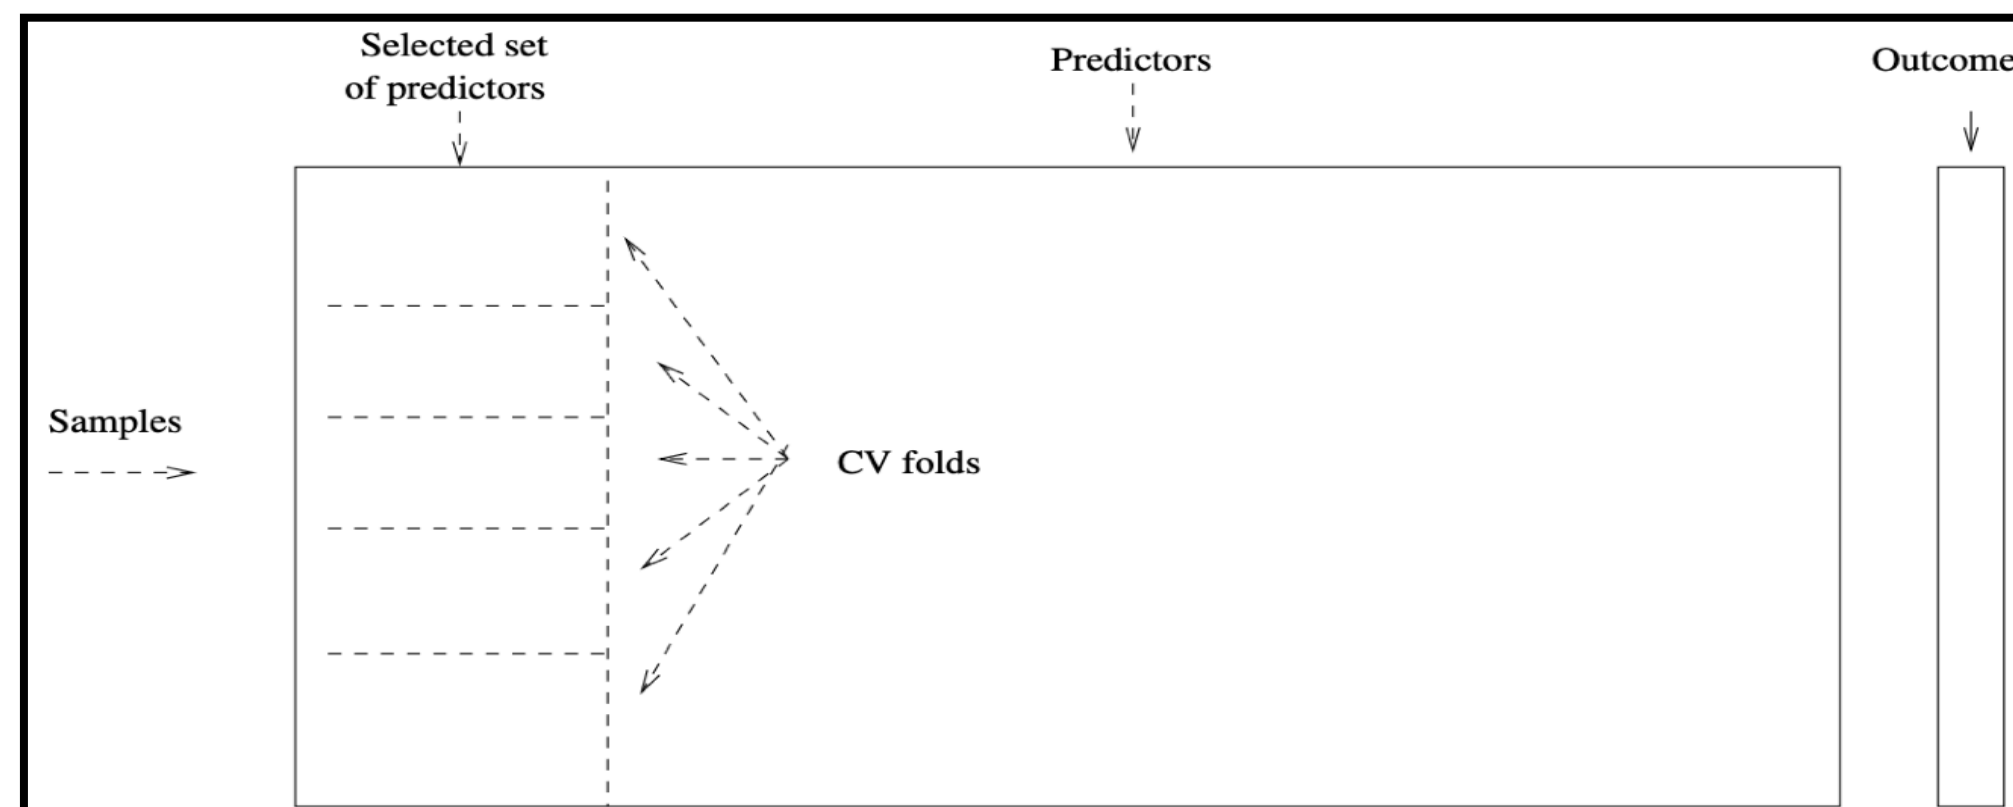 Selected set
of predictors
Predictors
Outcome
Samples
CV folds